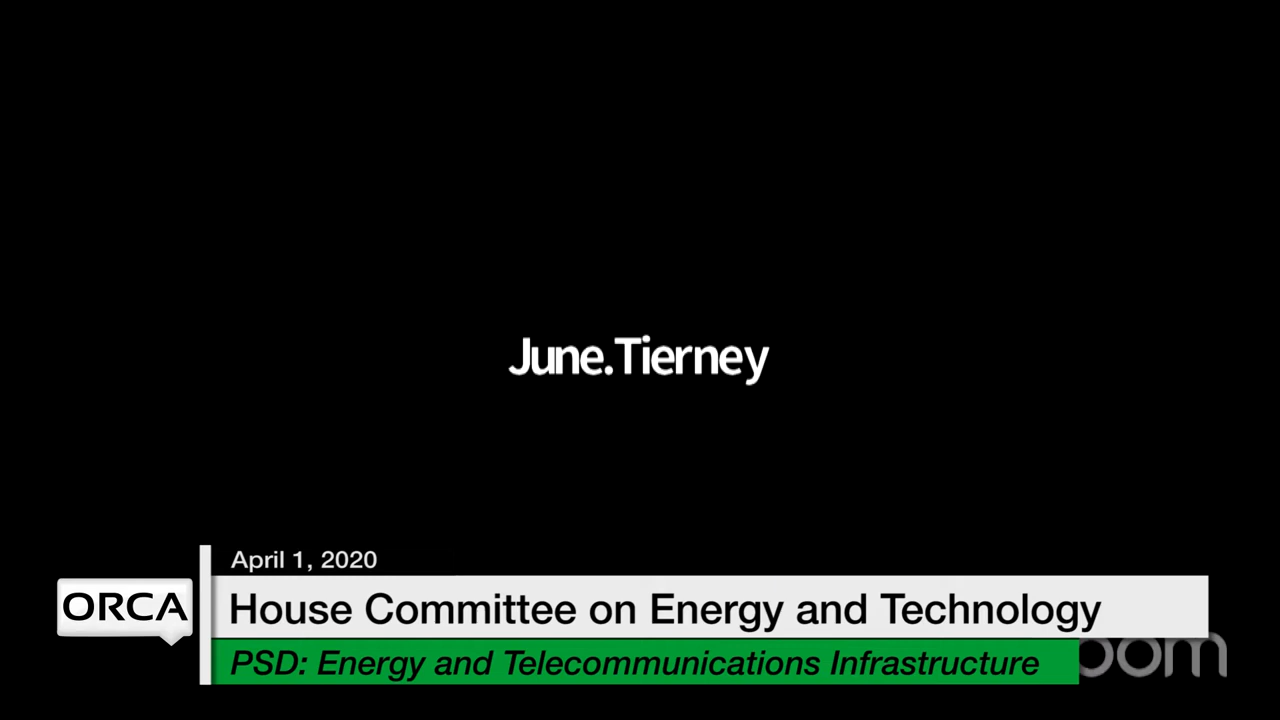 June.Tierney
April 1, 2020
ORCA
House Committee on Energy and Technology
PSD: Energy and Telecommunications Infrastructure